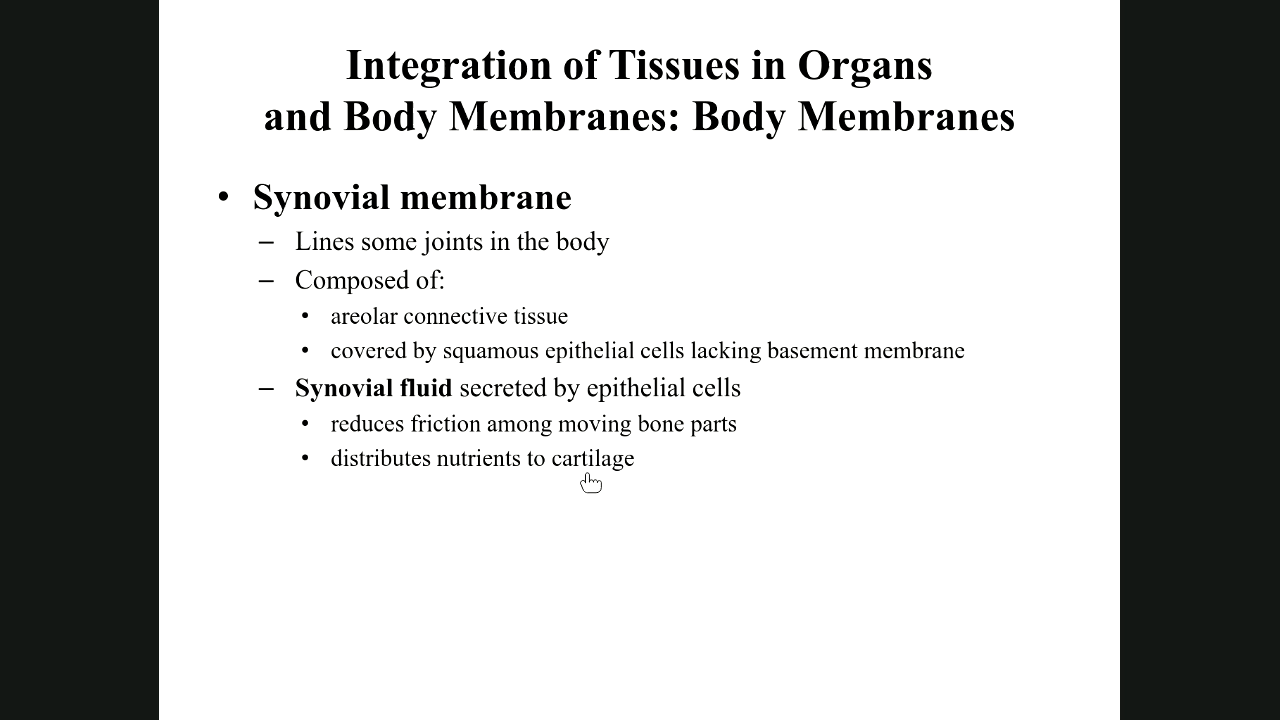 Integration of Tissues in Organs
and Body Membranes: Body Membranes
• Synovial membrane
– Lines some joints in the body
– Composed of:
• areolar connective tissue
• covered by squamous epithelial cells lacking basement membrane
– Synovial fluid secreted by epithelial cells
• reduces friction among moving bone parts
• distributes nutrients to cartilage